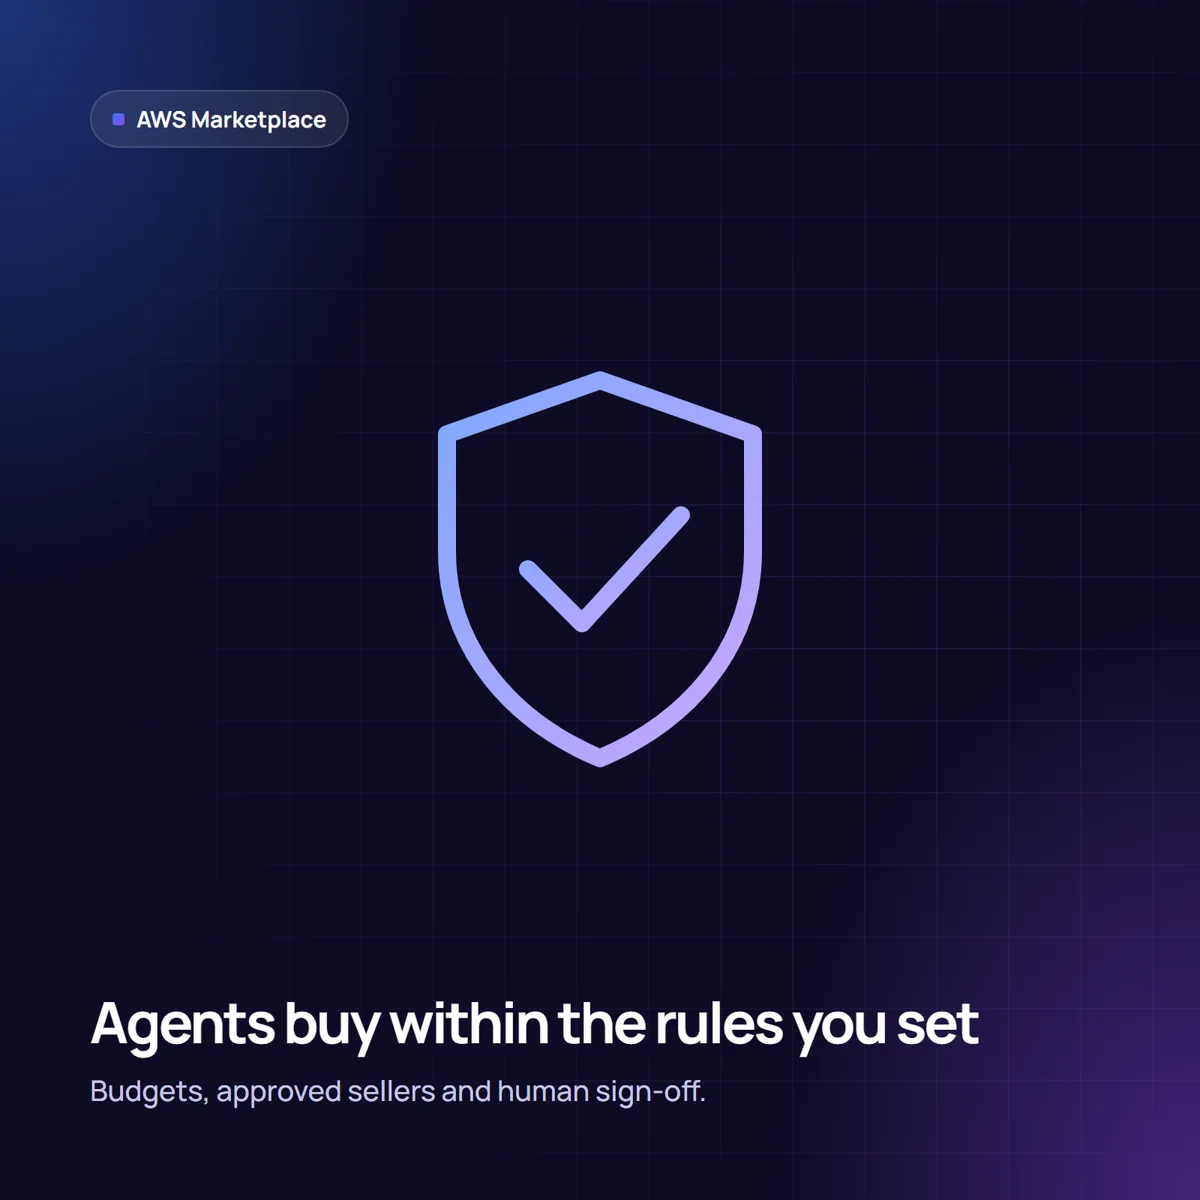 AWS Marketplace
Agents buy within the rules you set
Budgets, approved sellers and human sign-off.